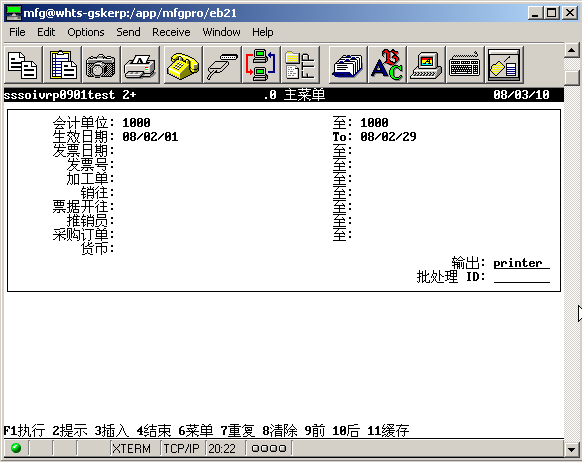 mfg@whts-gskerp:/app/mfgpro/eb21
File Edit Options Send Receive Window Help
ABC
sssoivrp0901test 2+ .0 主菜单 08/03/10
会计单位: 1000 至: 1000
生效日期: 08/02/01 To: 08/02/29
发票日期: 至:
发票号: 至:
加工单: 至:
销往: 至:
票据开往: 至:
推销员: 至:
采购订单: 至:
货币:
输出: printer
批处理 ID:
F1执行 2提示 3插入 4结束 6菜单 7重复 8清除 9前 10后 11缓存
XTERM TCP/IP 20:22